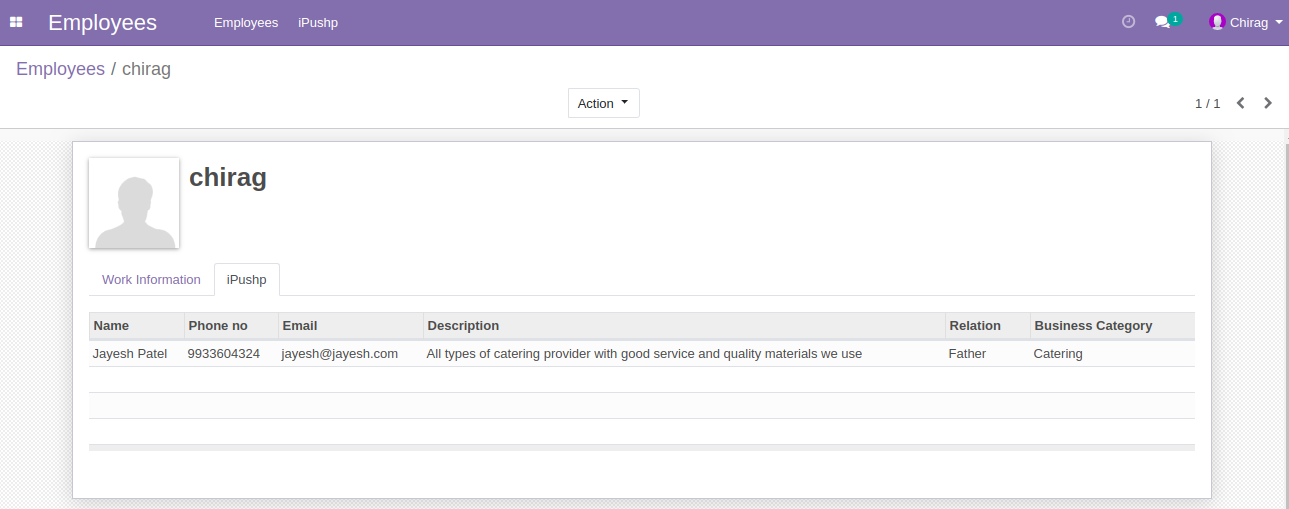 Employees Employees iPushp 1 Chirag
Employees / chirag
Action 1 / 1
chirag
Work Information iPushp
Name Phone no Email Description Relation Business Category
Jayesh Patel 9933604324 jayesh@jayesh.com All types of catering provider with good service and quality materials we use Father Catering